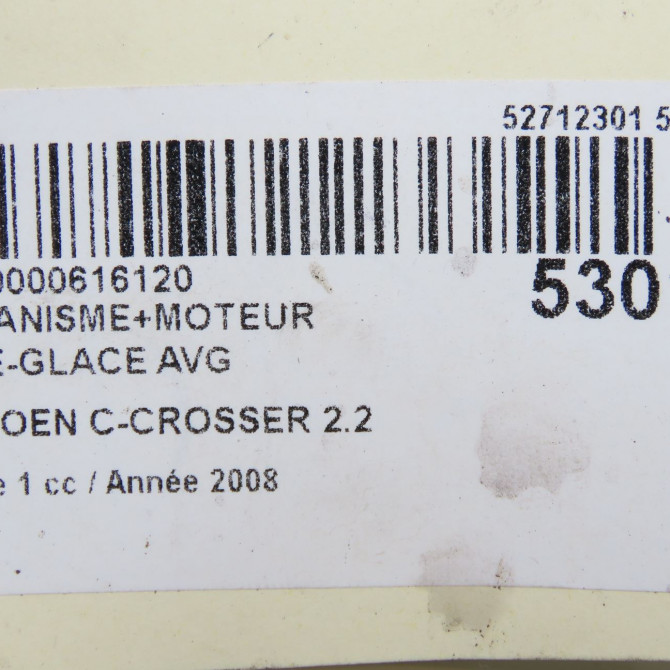 52712301 5
0000616120
530
ANISME+MOTEUR
E-GLACE AVG
OEN C-CROSSER 2.2
e 1 cc / Année 2008